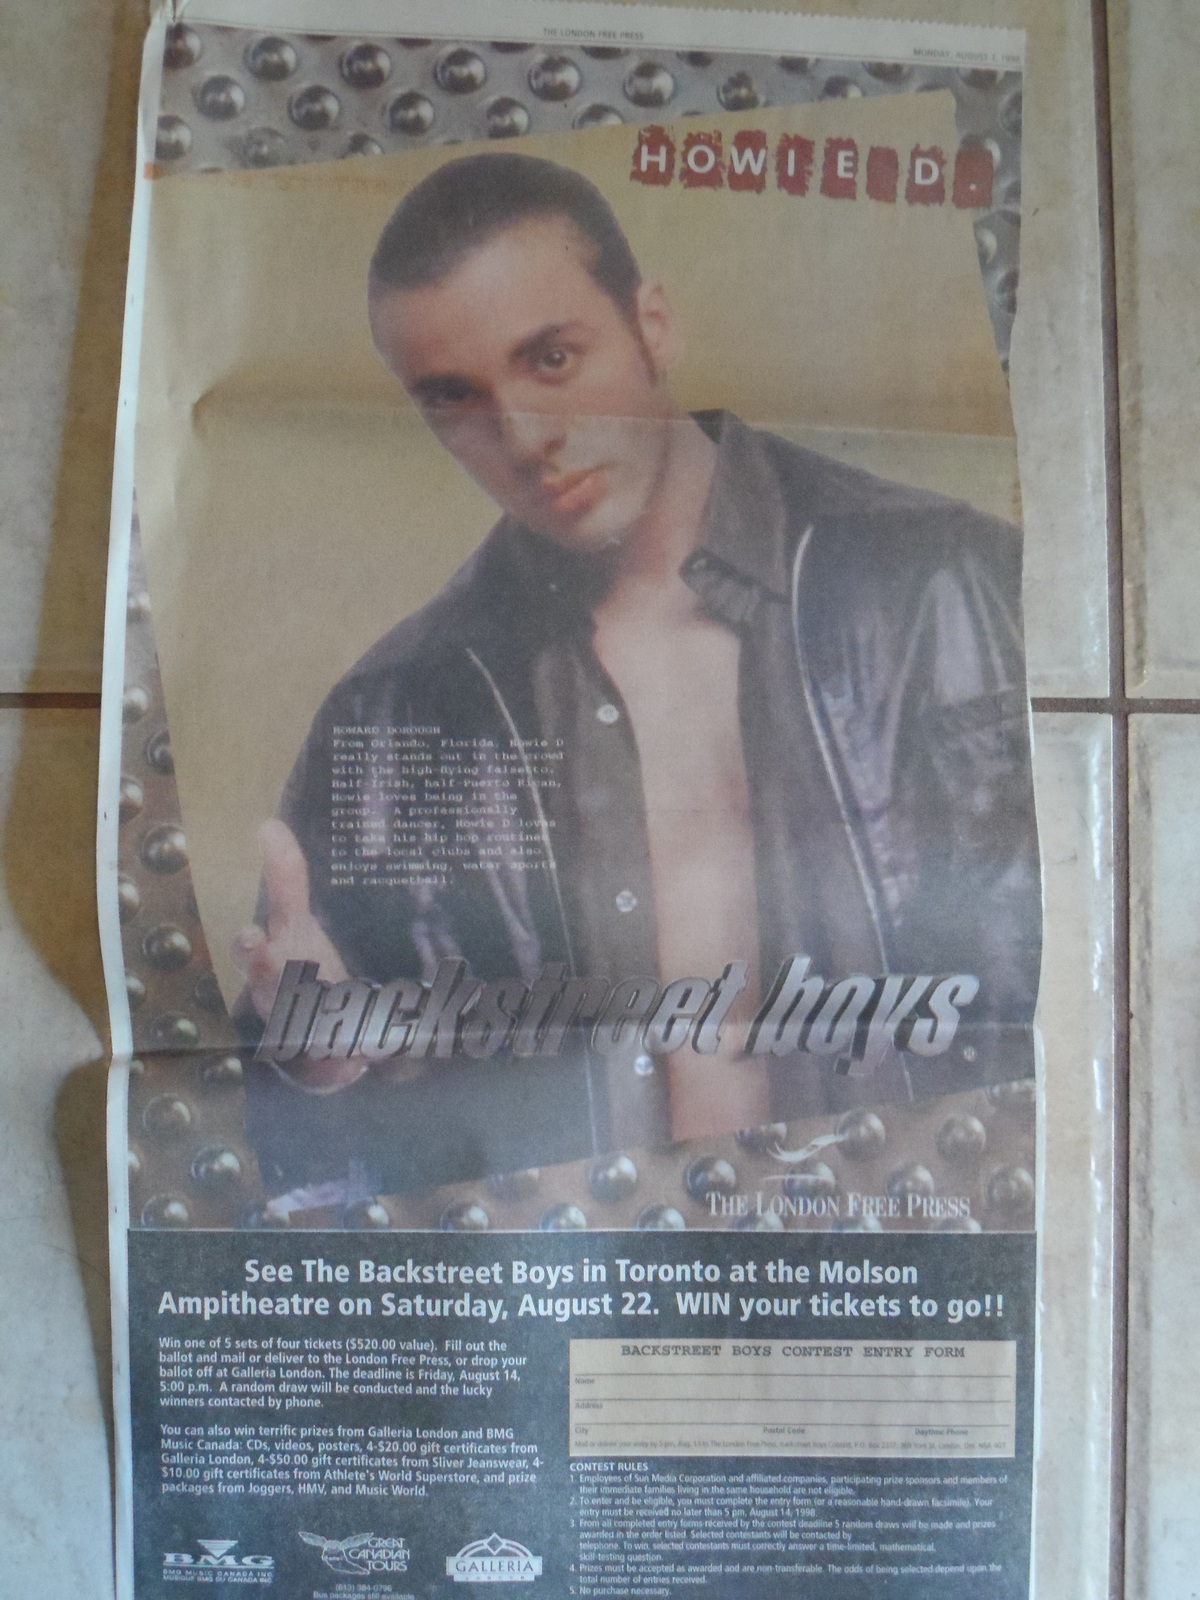 THE LONDON FREE PRESS
MONDAY, AUGUST
HOWIE D.
HOWARD DOROUGH
From Orlando, Florida, Howie D
really stands out in the crowd
with the high-flying falsetto.
Half-Irish, half-Puerto Rican,
Howie loves being in the
group. A professionally
trained dancer, Howie D loves
to take his hip hop routines
to the local clubs and also
enjoys swimming, water sports
and racquetball.
backstreet boys®
THE LONDON FREE PRESS
See The Backstreet Boys in Toronto at the Molson
Ampitheatre on Saturday, August 22. WIN your tickets to go!!
Win one of 5 sets of four tickets ($520.00 value). Fill out the
ballot and mail or deliver to the London Free Press, or drop your
ballot off at Galleria London. The deadline is Friday, August 14,
5:00 p.m. A random draw will be conducted and the lucky
winners contacted by phone.
You can also win terrific prizes from Galleria London and BMG
Music Canada: CDs, videos, posters, 4-$20.00 gift certificates from
Galleria London, 4-$50.00 gift certificates from Sliver Jeanswear, 4-
$10.00 gift certificates from Athlete's World Superstore, and prize
packages from Joggers, HMV, and Music World.
BACKSTREET BOYS CONTEST ENTRY FORM
Name
Address
City Postal Code Daytime Phone
CONTEST RULES
1. Employees of Sun Media Corporation and affiliated companies, participating prize sponsors and members of
their immediate families living in the same household are not eligible.
2. To enter and be eligible, you must complete the entry form (or a reasonable hand-drawn facsimile). Your
entry must be received no later than 5 pm, August 14, 1998
3. From all completed entry forms received by the contest deadline 5 random draws will be made and prizes
awarded in the order listed. Selected contestants will be contacted by
telephone. To win, selected contestants must correctly answer a time-limited, mathematical,
skill-testing question.
4. Prizes must be accepted as awarded and are non-transferable. The odds of being selected depend upon the
total number of entries received.
5. No purchase necessary.
BMG
BMG MUSIC CANADA INC.
MUSIQUE BMG DU CANADA INC.
GREAT
CANADIAN
TOURS
Bus packages still available
GALLERIA
LONDON